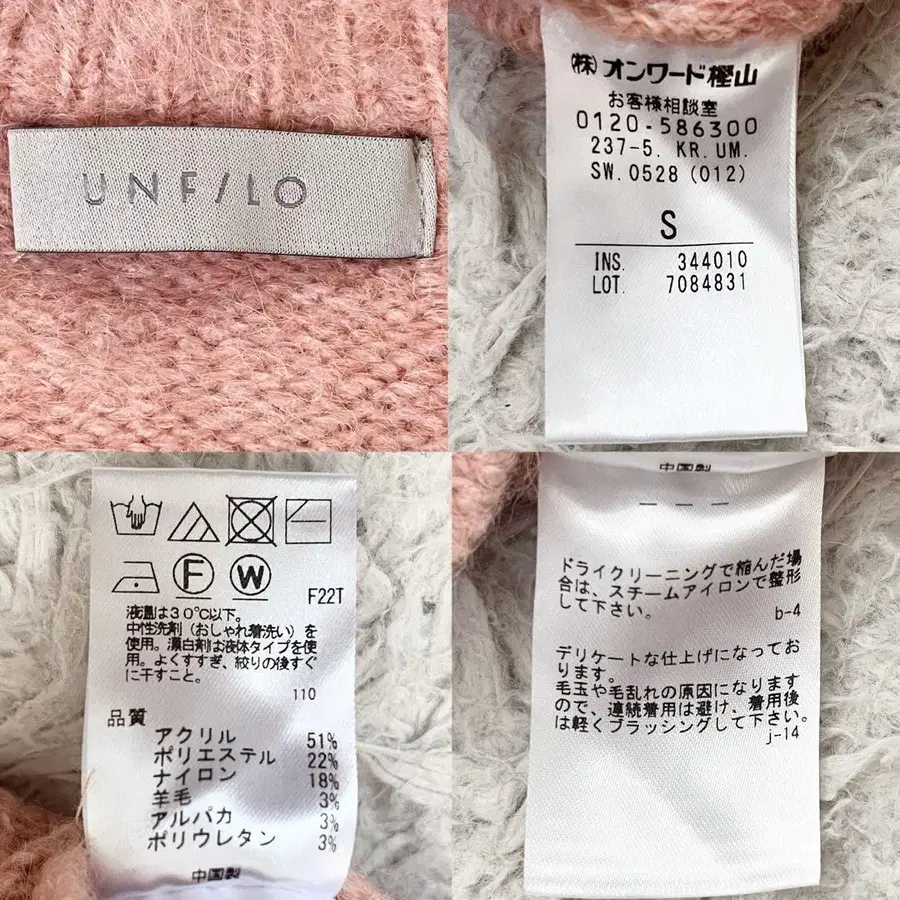 UNF/LO
㈱オンワード樫山
お客様相談室
0120-586300
237-5. KR. UM.
SW. 0528 (012)
S
INS. 344010
LOT. 7084831
F W
F22T
液温は30℃以下。
中性洗剤(おしゃれ着洗い)を
使用。漂白剤は液体タイプを使
用。よくすすぎ、絞りの後すぐ
に干すこと。
110
品質
アクリル 51%
ポリエステル 22%
ナイロン 18%
羊毛 3%
アルパカ 3%
ポリウレタン 3%
中国製
中国製
ドライクリーニングで縮んだ場
合は、スチームアイロンで整形
して下さい。
b-4
デリケートな仕上げになってお
ります。
毛玉や毛乱れの原因になります
ので、連続着用は避け、着用後
は軽くブラッシングして下さい。
j-14